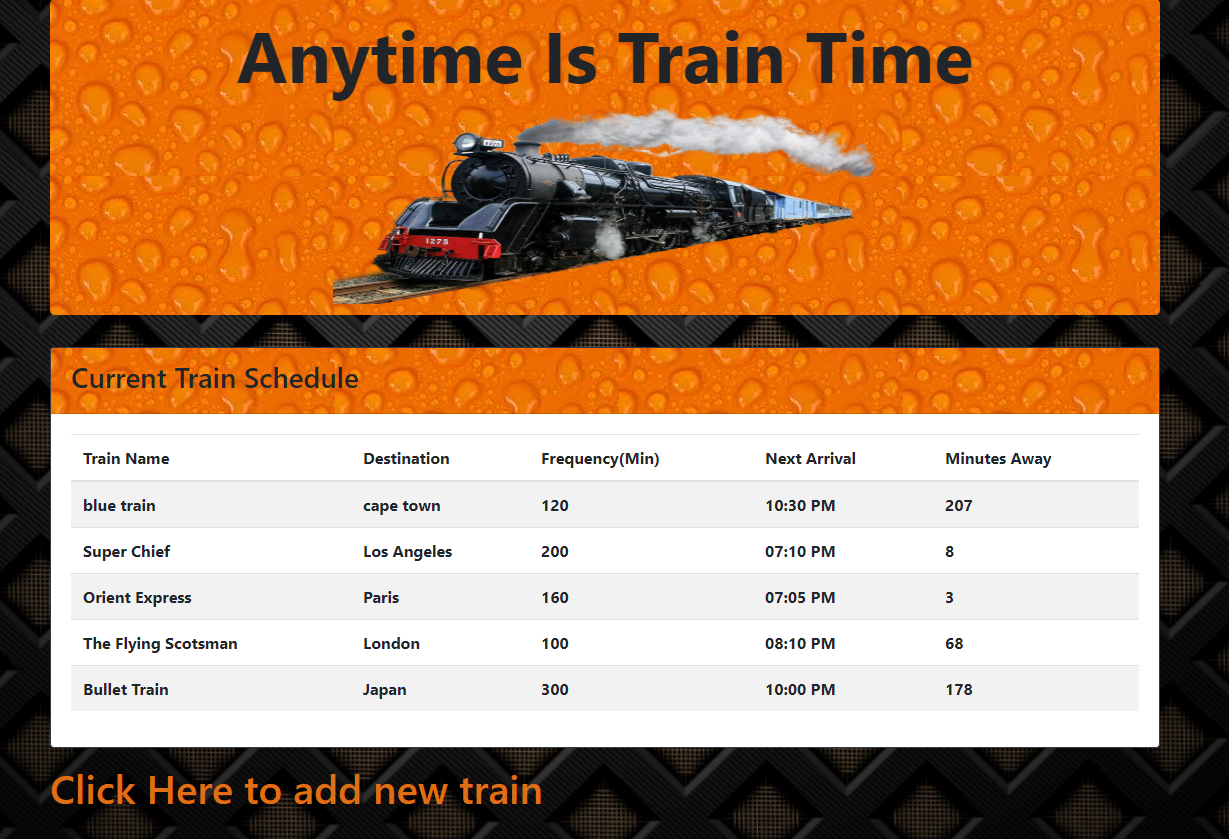 Anytime Is Train Time
1275
Current Train Schedule
Train Name Destination Frequency(Min) Next Arrival Minutes Away
blue train cape town 120 10:30 PM 207
Super Chief Los Angeles 200 07:10 PM 8
Orient Express Paris 160 07:05 PM 3
The Flying Scotsman London 100 08:10 PM 68
Bullet Train Japan 300 10:00 PM 178
Click Here to add new train